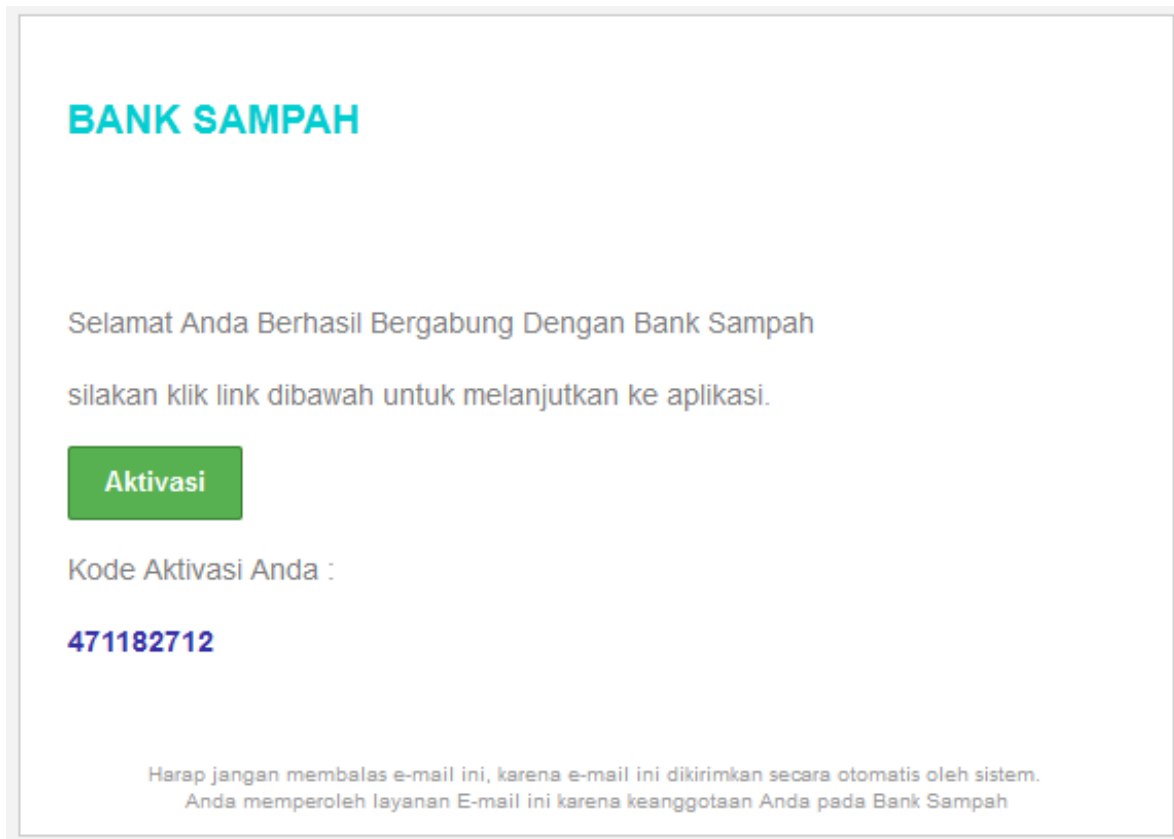 BANK SAMPAH
Selamat Anda Berhasil Bergabung Dengan Bank Sampah
silakan klik link dibawah untuk melanjutkan ke aplikasi.
Aktivasi
Kode Aktivasi Anda :
471182712
Harap jangan membalas e-mail ini, karena e-mail ini dikirimkan secara otomatis oleh sistem.
Anda memperoleh layanan E-mail ini karena keanggotaan Anda pada Bank Sampah